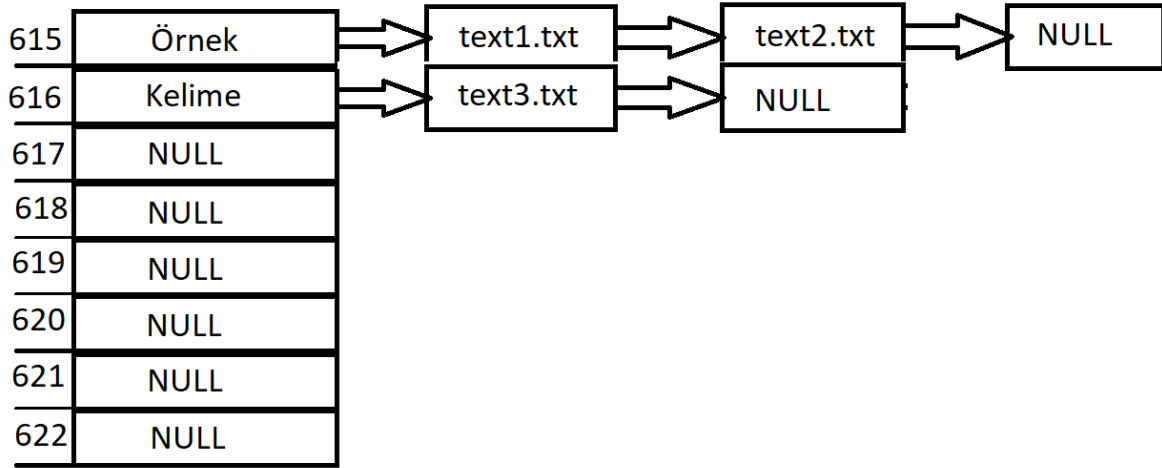 615 Örnek text1.txt text2.txt NULL
616 Kelime text3.txt NULL
617 NULL
618 NULL
619 NULL
620 NULL
621 NULL
622 NULL